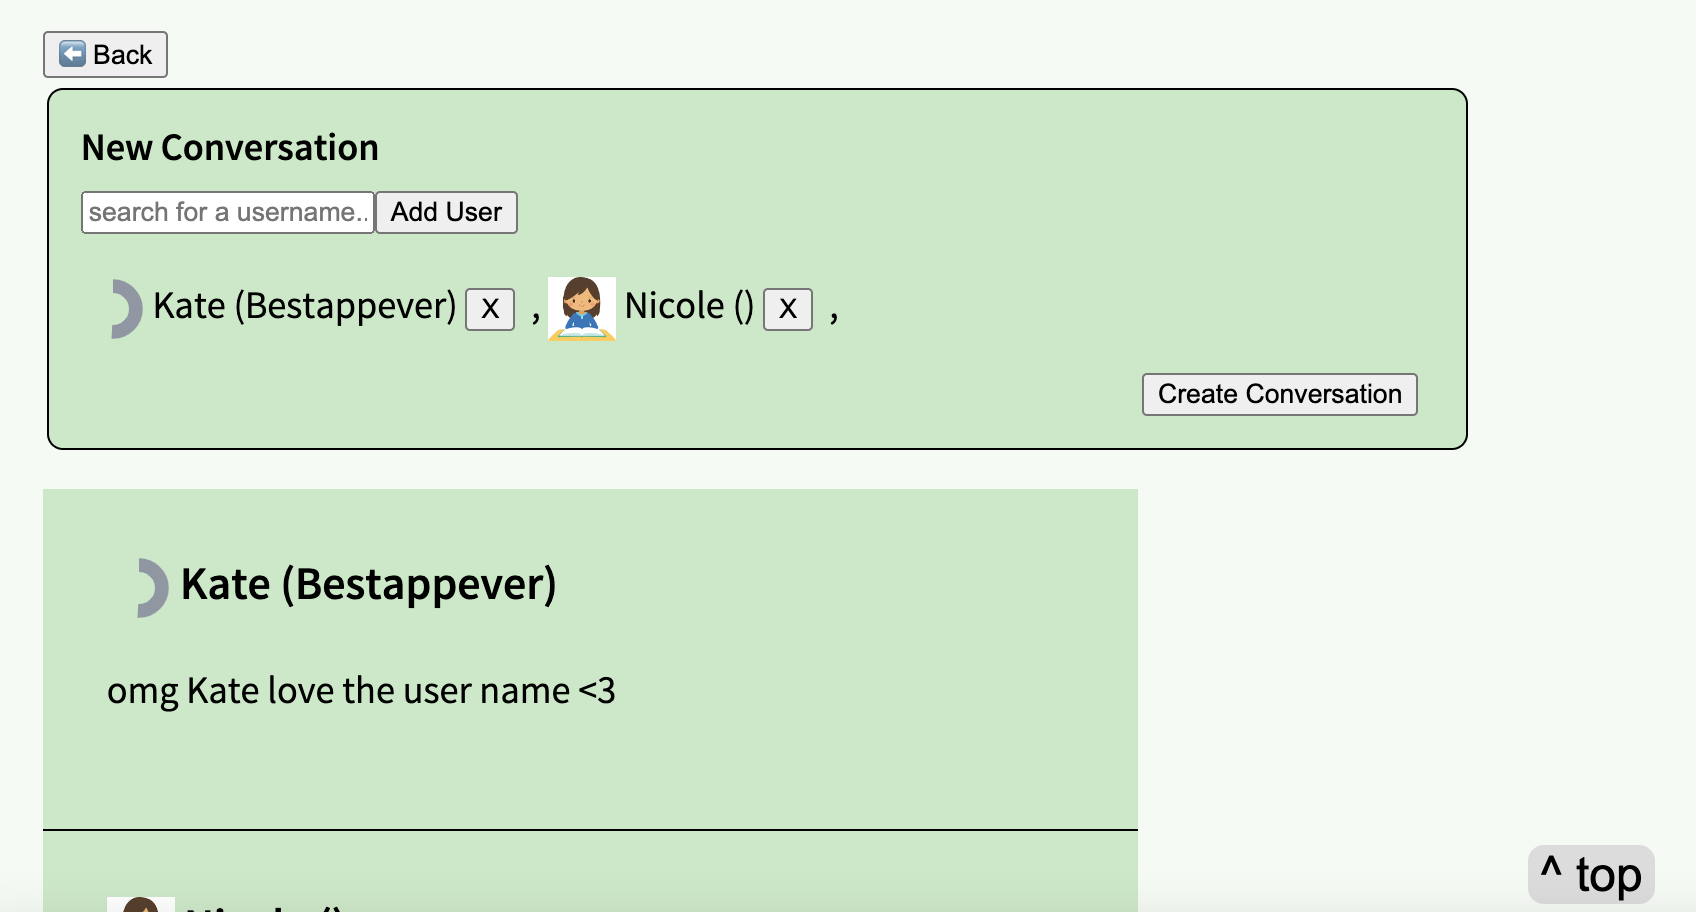 Back
New Conversation
search for a username..
Add User
Kate (Bestappever) X , Nicole () X ,
Create Conversation
Kate (Bestappever)
omg Kate love the user name <3
Nicole ()
^ top